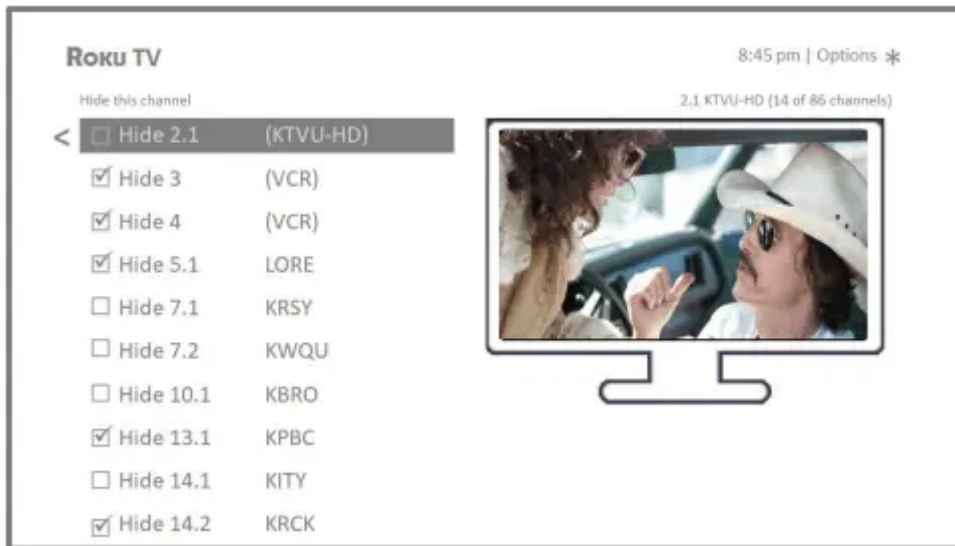 Roku TV
8:45 pm | Options *
Hide this channel
2.1 KTVU-HD (14 of 86 channels)
< Hide 2.1 (KTVU-HD)
Hide 3 (VCR)
Hide 4 (VCR)
Hide 5.1 LORE
Hide 7.1 KRSY
Hide 7.2 KWQU
Hide 10.1 KBRO
Hide 13.1 KPBC
Hide 14.1 KITY
Hide 14.2 KRCK